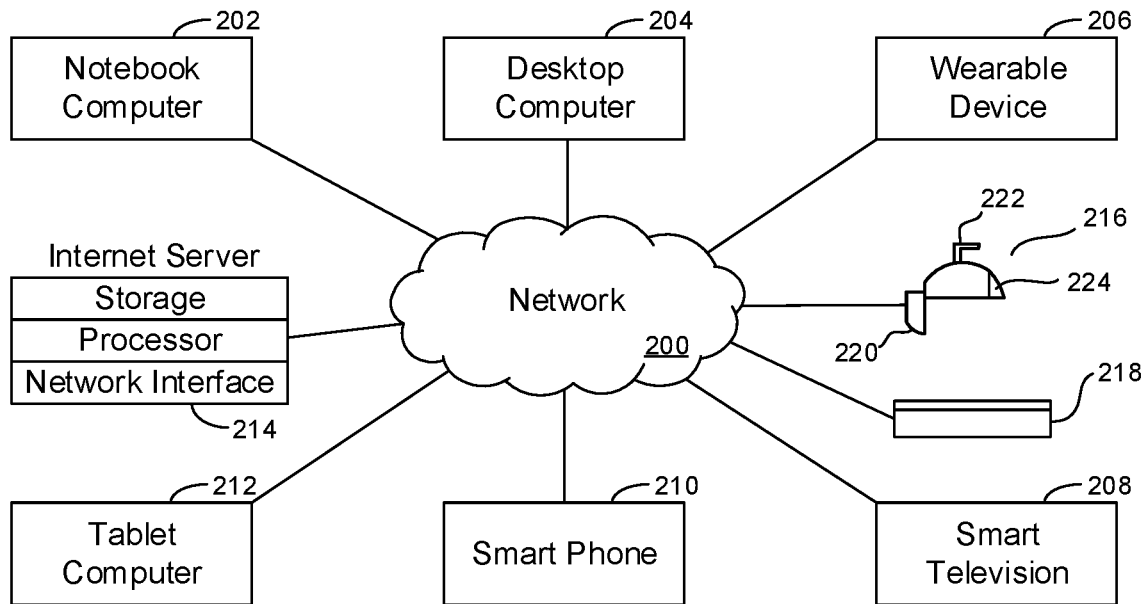 202
Notebook
Computer
204
Desktop
Computer
206
Wearable
Device
Internet Server
Storage
Processor
Network Interface
214
Network
200
222
216
224
220
218
212
Tablet
Computer
210
Smart Phone
208
Smart
Television